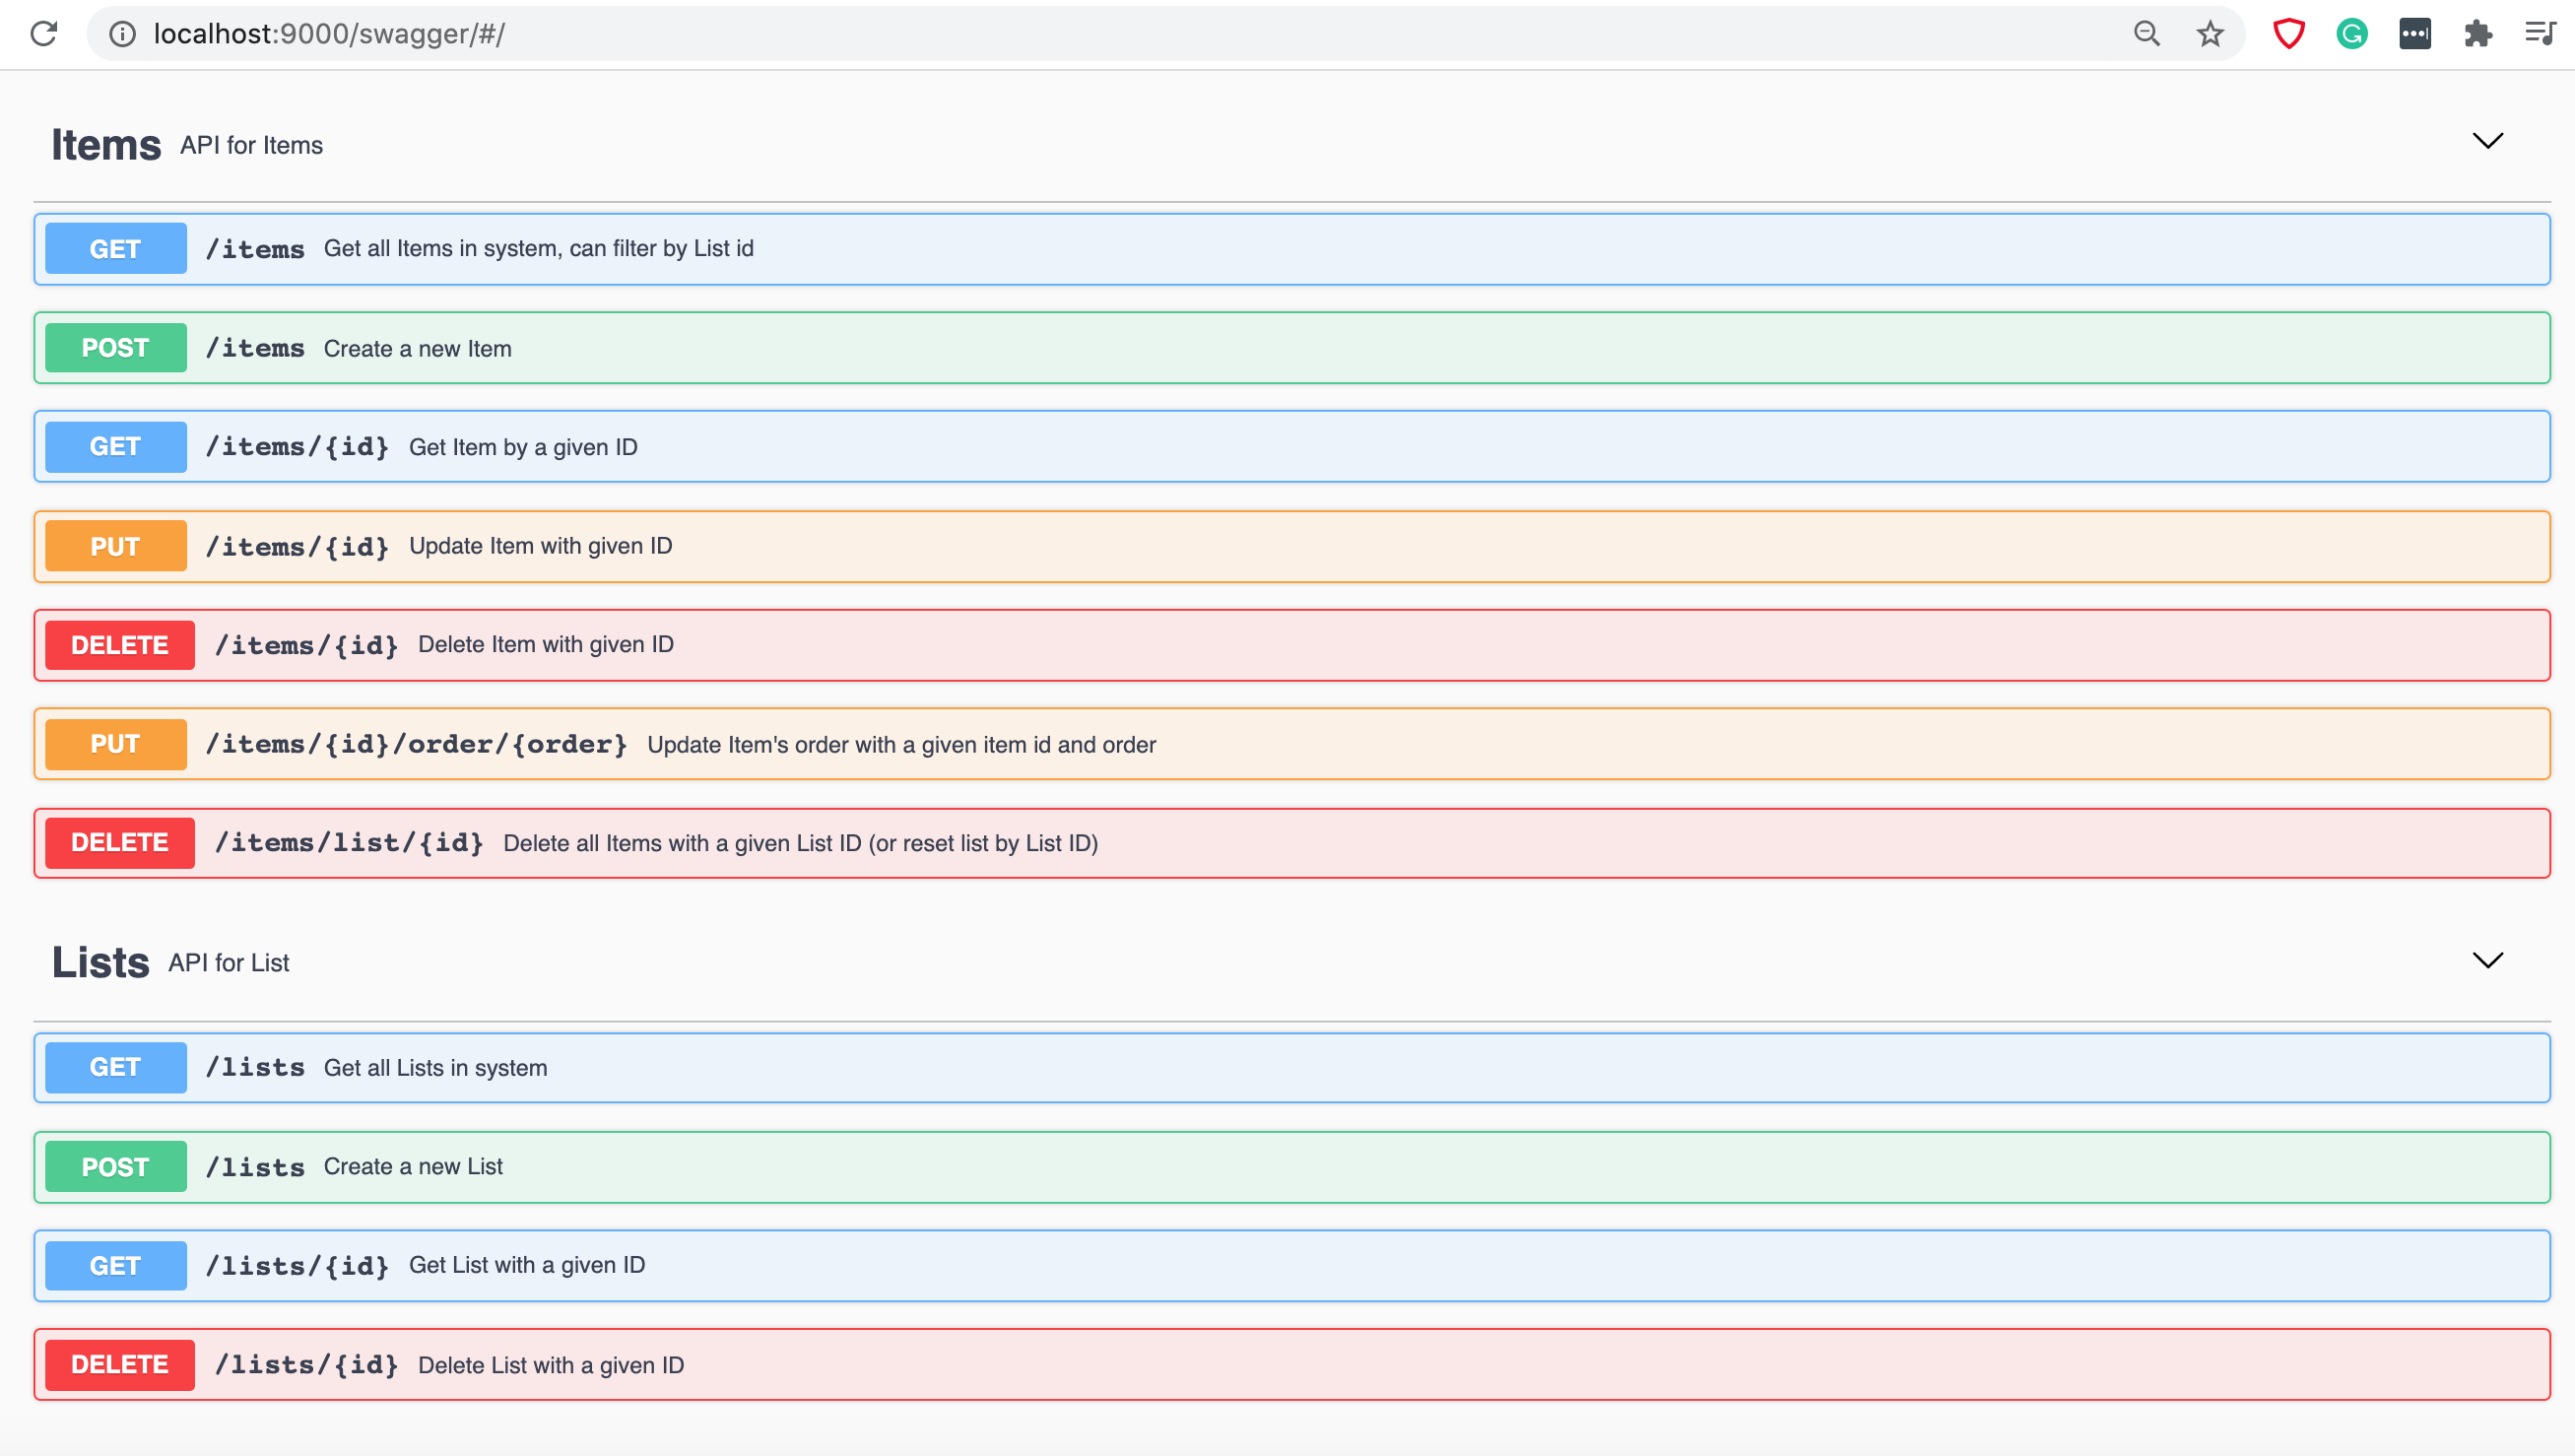 localhost:9000/swagger/#/
Items API for Items
GET /items Get all Items in system, can filter by List id
POST /items Create a new Item
GET /items/{id} Get Item by a given ID
PUT /items/{id} Update Item with given ID
DELETE /items/{id} Delete Item with given ID
PUT /items/{id}/order/{order} Update Item's order with a given item id and order
DELETE /items/list/{id} Delete all Items with a given List ID (or reset list by List ID)
Lists API for List
GET /lists Get all Lists in system
POST /lists Create a new List
GET /lists/{id} Get List with a given ID
DELETE /lists/{id} Delete List with a given ID